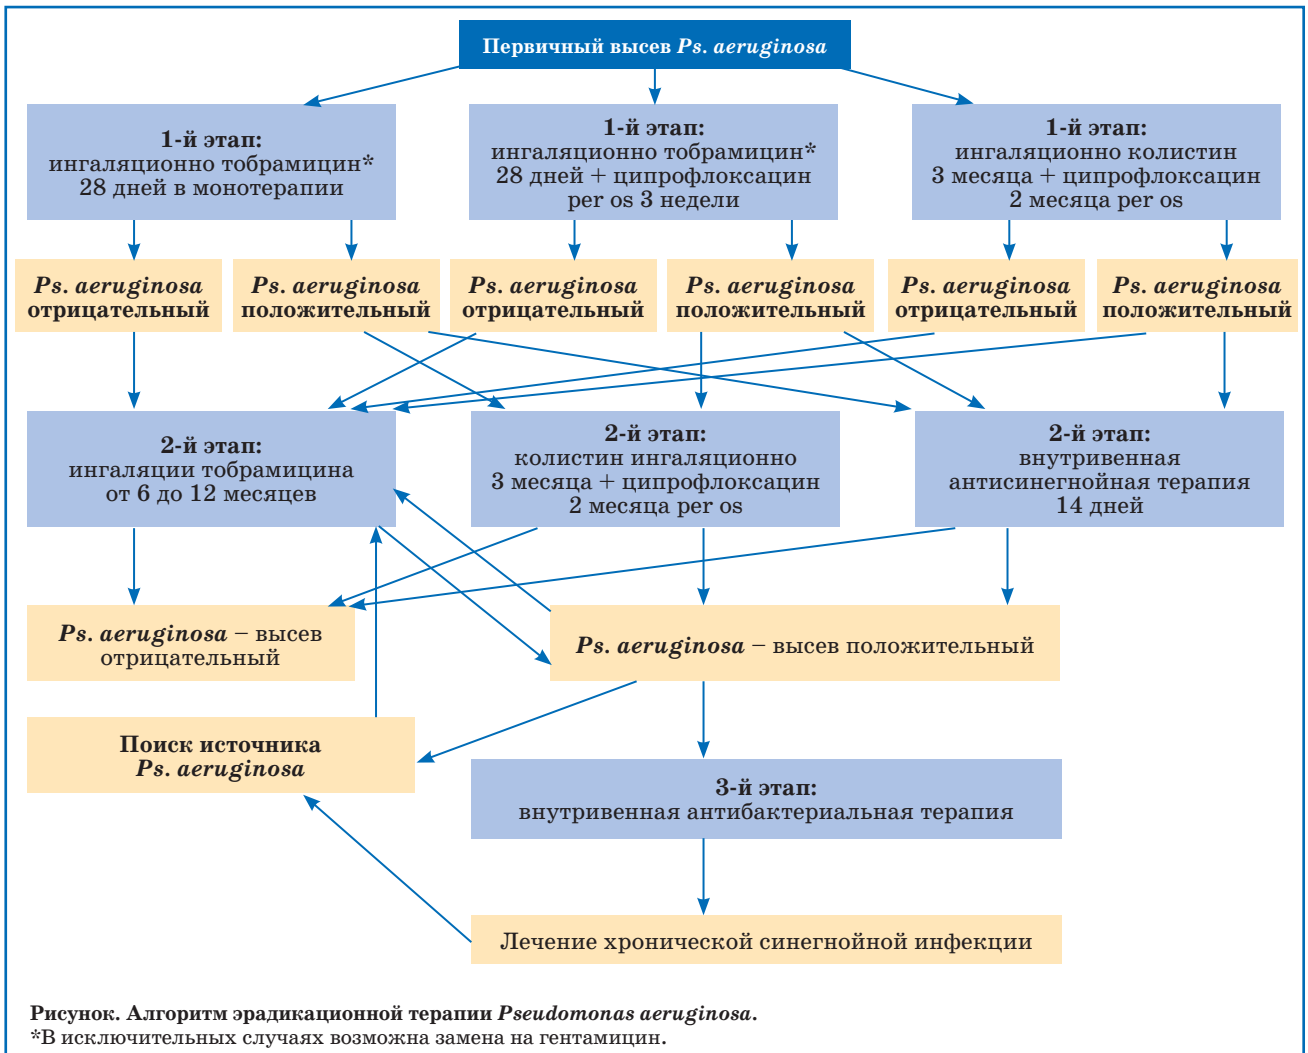 Первичный высев Ps. aeruginosa
1-й этап:
ингаляционно тобрамицин*
28 дней в монотерапии
1-й этап:
ингаляционно тобрамицин*
28 дней + ципрофлоксацин
per os 3 недели
1-й этап:
ингаляционно колистин
3 месяца + ципрофлоксацин
2 месяца per os
Ps. aeruginosa
отрицательный
Ps. aeruginosa
положительный
Ps. aeruginosa
отрицательный
Ps. aeruginosa
положительный
Ps. aeruginosa
отрицательный
Ps. aeruginosa
положительный
2-й этап:
ингаляции тобрамицина
от 6 до 12 месяцев
2-й этап:
колистин ингаляционно
3 месяца + ципрофлоксацин
2 месяца per os
2-й этап:
внутривенная
антисинегнойная терапия
14 дней
Ps. aeruginosa – высев
отрицательный
Ps. aeruginosa – высев положительный
Поиск источника
Ps. aeruginosa
3-й этап:
внутривенная антибактериальная терапия
Лечение хронической синегнойной инфекции
Рисунок. Алгоритм эрадикационной терапии Pseudomonas aeruginosa.
*В исключительных случаях возможна замена на гентамицин.